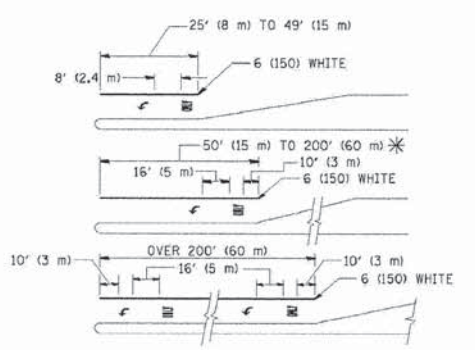 25' (8 m) TO 49' (15 m)
6 (150) WHITE
8' (2.4 m)
50' (15 m) TO 200' (60 m)*
16' (5 m)
10' (3 m)
6 (150) WHITE
OVER 200' (60 m)
10' (3 m)
16' (5 m)
10' (3 m)
6 (150) WHITE